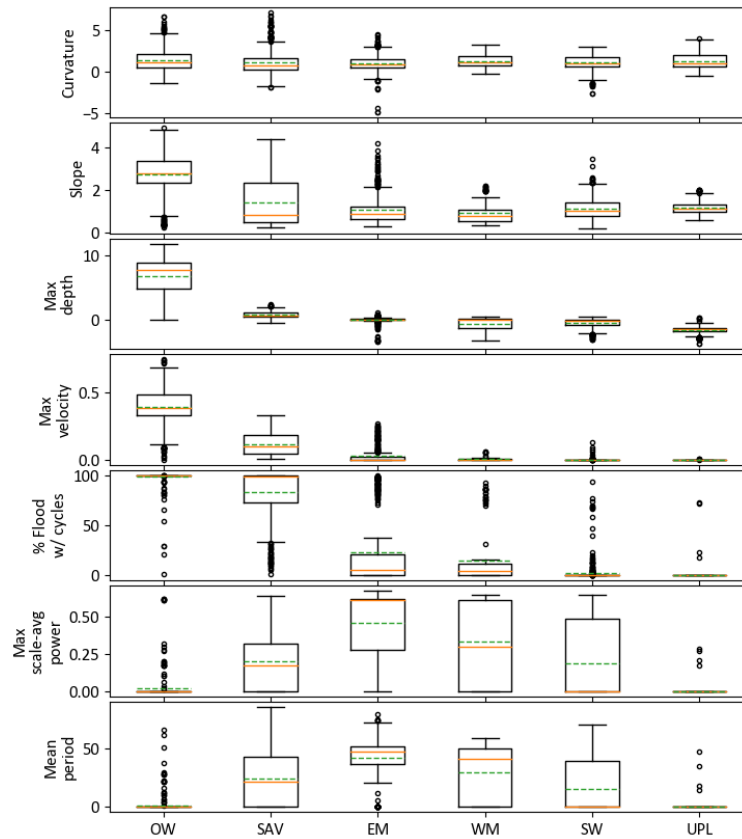 5
0
−5
Curvature
4
2
0
Slope
10
0
Max
depth
0.5
0.0
Max
velocity
100
50
0
% Flood
w/ cycles
0.50
0.25
0.00
Max
scale-avg
power
50
0
Mean
period
OW SAV EM WM SW UPL